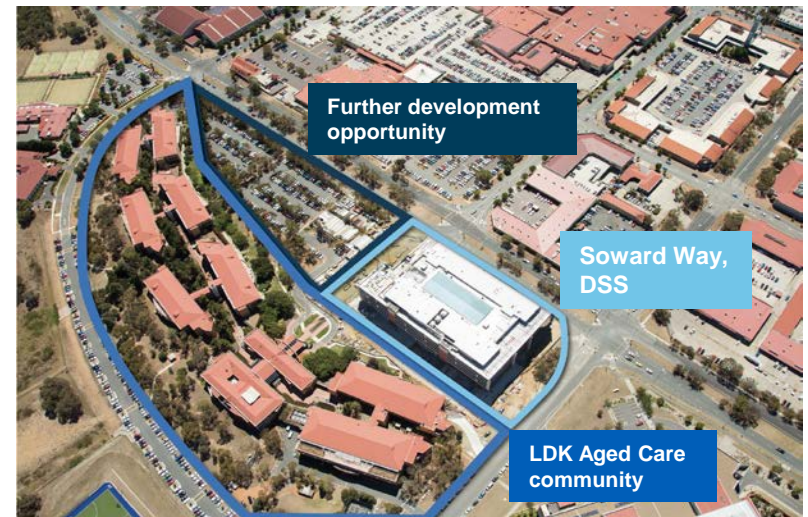 Further development
opportunity
Soward Way,
DSS
LDK Aged Care
community